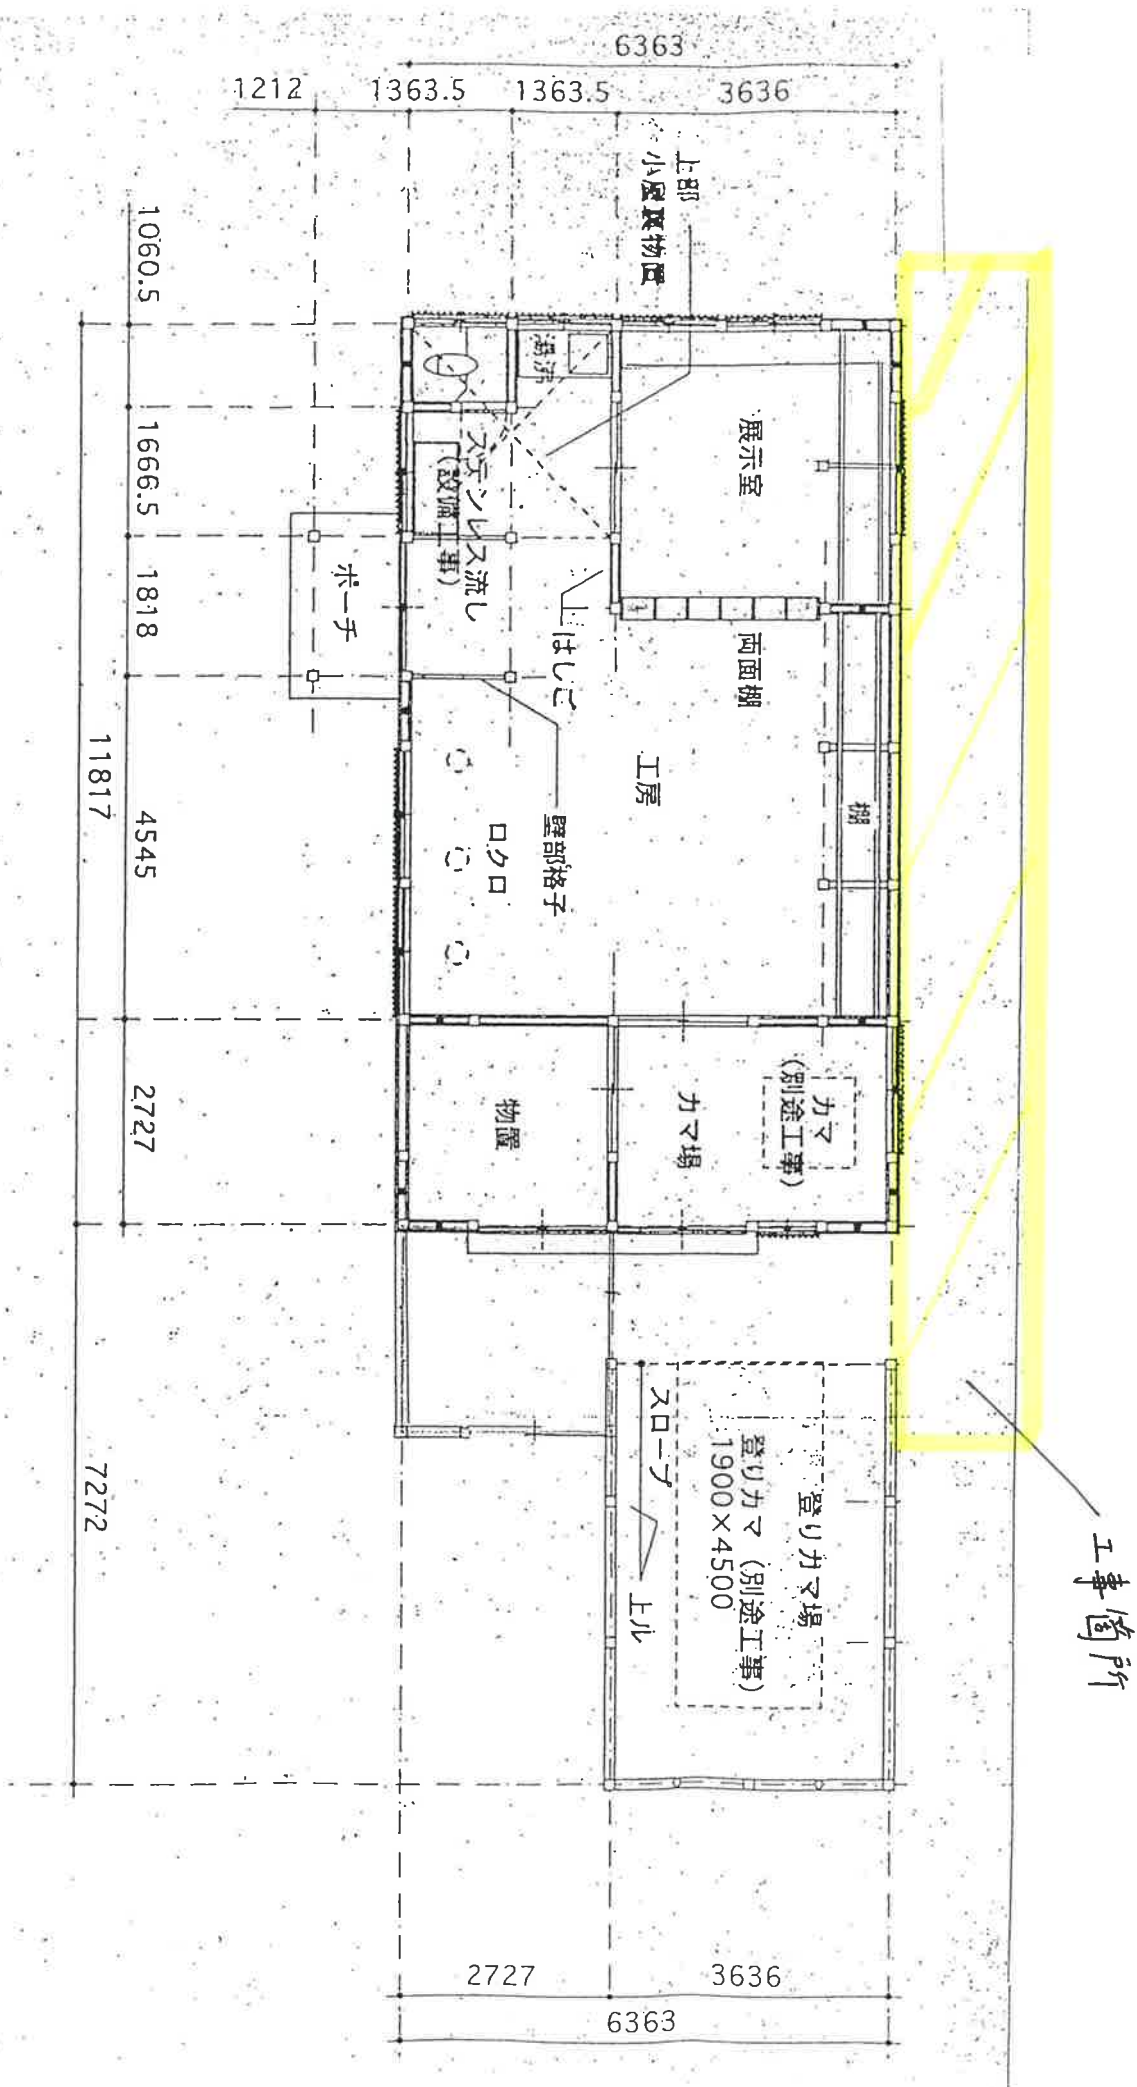 6363
1212
1363.5
1363.5
3636
上部
小屋裏物置
1060.5
1666.5
1818
4545
2727
11817
7272
湯沸
展示室
ステンレス流し
(設備工事)
ポーチ
はしご
両面棚
工房
棚
壁部格子
ロクロ
物置
カマ場
カマ
(別途工事)
スロープ
上ル
登りカマ場
登りカマ (別途工事)
1900×4500
工事箇所
2727
3636
6363